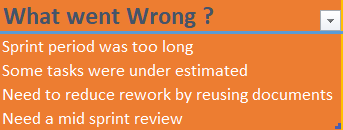 What went Wrong ?
Sprint period was too long
Some tasks were under estimated
Need to reduce rework by reusing documents
Need a mid sprint review